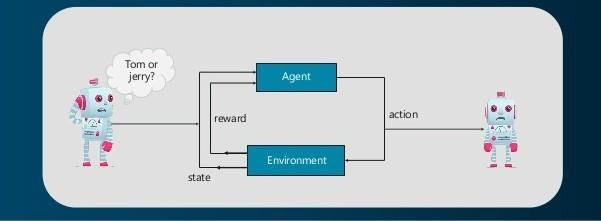 Tom or
jerry?
Agent
reward
action
Environment
state